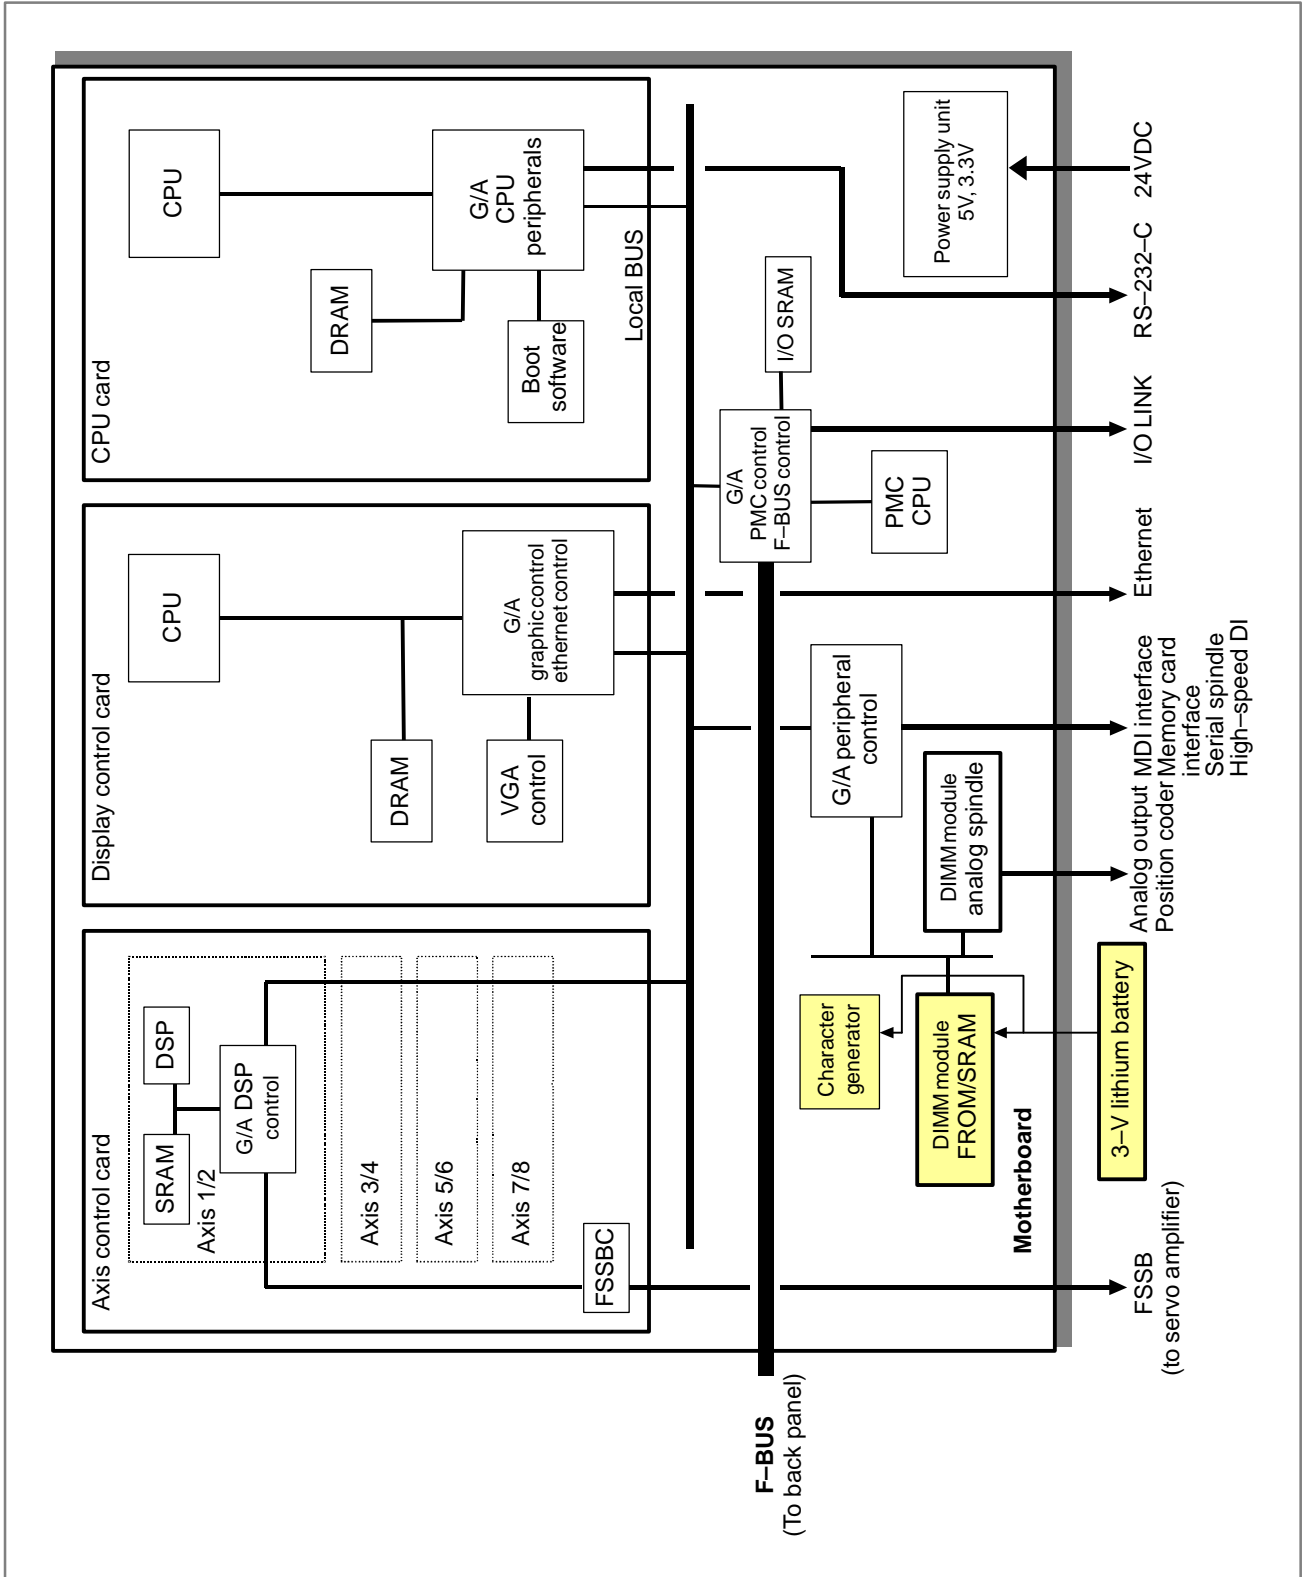 Axis control card
SRAM
DSP
Axis 1/2
G/A DSP
control
Axis 3/4
Axis 5/6
Axis 7/8
FSSBC
Display control card
CPU
DRAM
VGA
control
G/A
graphic control
ethernet control
CPU card
CPU
DRAM
Boot
software
G/A
CPU
peripherals
Local BUS
F–BUS
(To back panel)
G/A
PMC control
F–BUS control
I/O SRAM
PMC
CPU
Power supply unit
5V, 3.3V
G/A peripheral
control
DIMM module
analog spindle
Character
generator
DIMM module
FROM/SRAM
Motherboard
3–V lithium battery
FSSB
(to servo amplifier)
Analog output
Position coder
MDI interface
Memory card
interface
Serial spindle
High–speed DI
Ethernet
I/O LINK
RS–232–C
24VDC